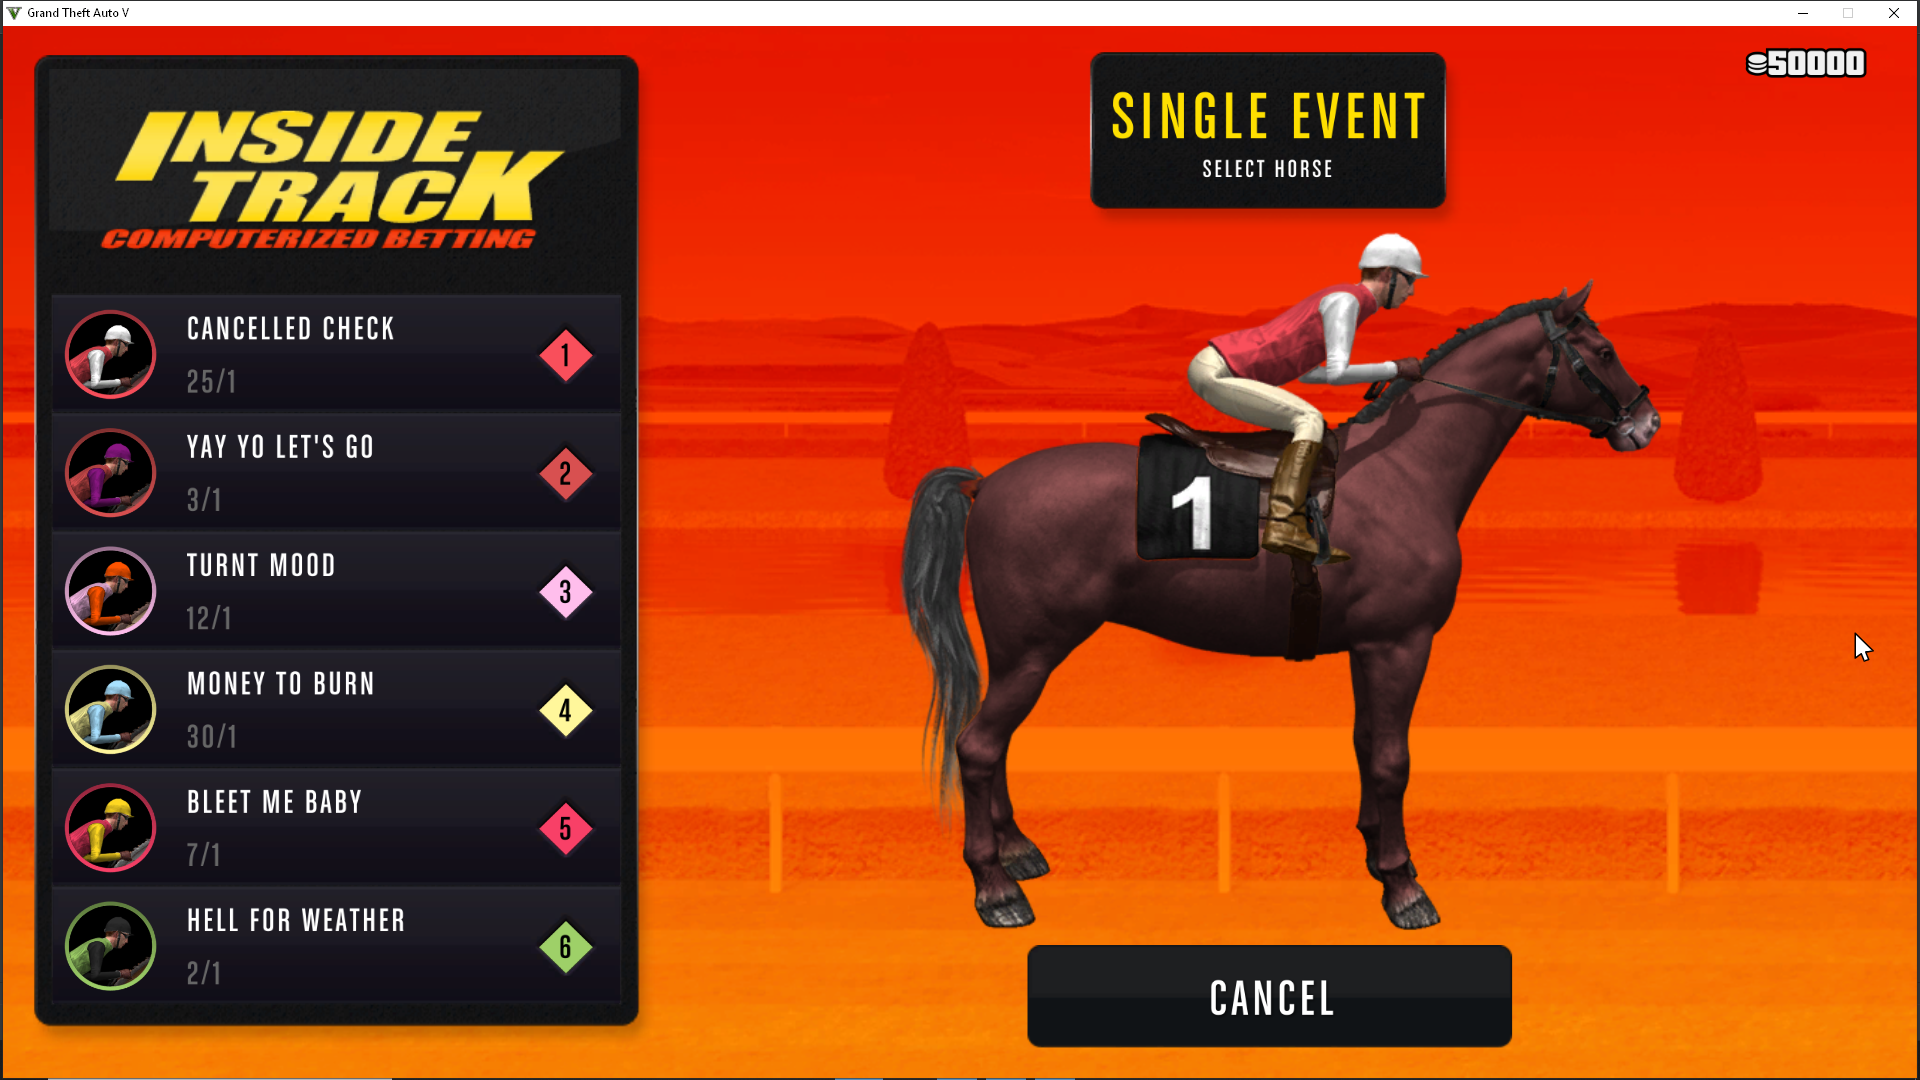 Grand Theft Auto V
50000
INSIDE
TRACK
COMPUTERIZED BETTING
SINGLE EVENT
SELECT HORSE
CANCELLED CHECK
25/1
1
YAY YO LET'S GO
3/1
2
TURNT MOOD
12/1
3
MONEY TO BURN
30/1
4
BLEET ME BABY
7/1
5
HELL FOR WEATHER
2/1
6
1
CANCEL